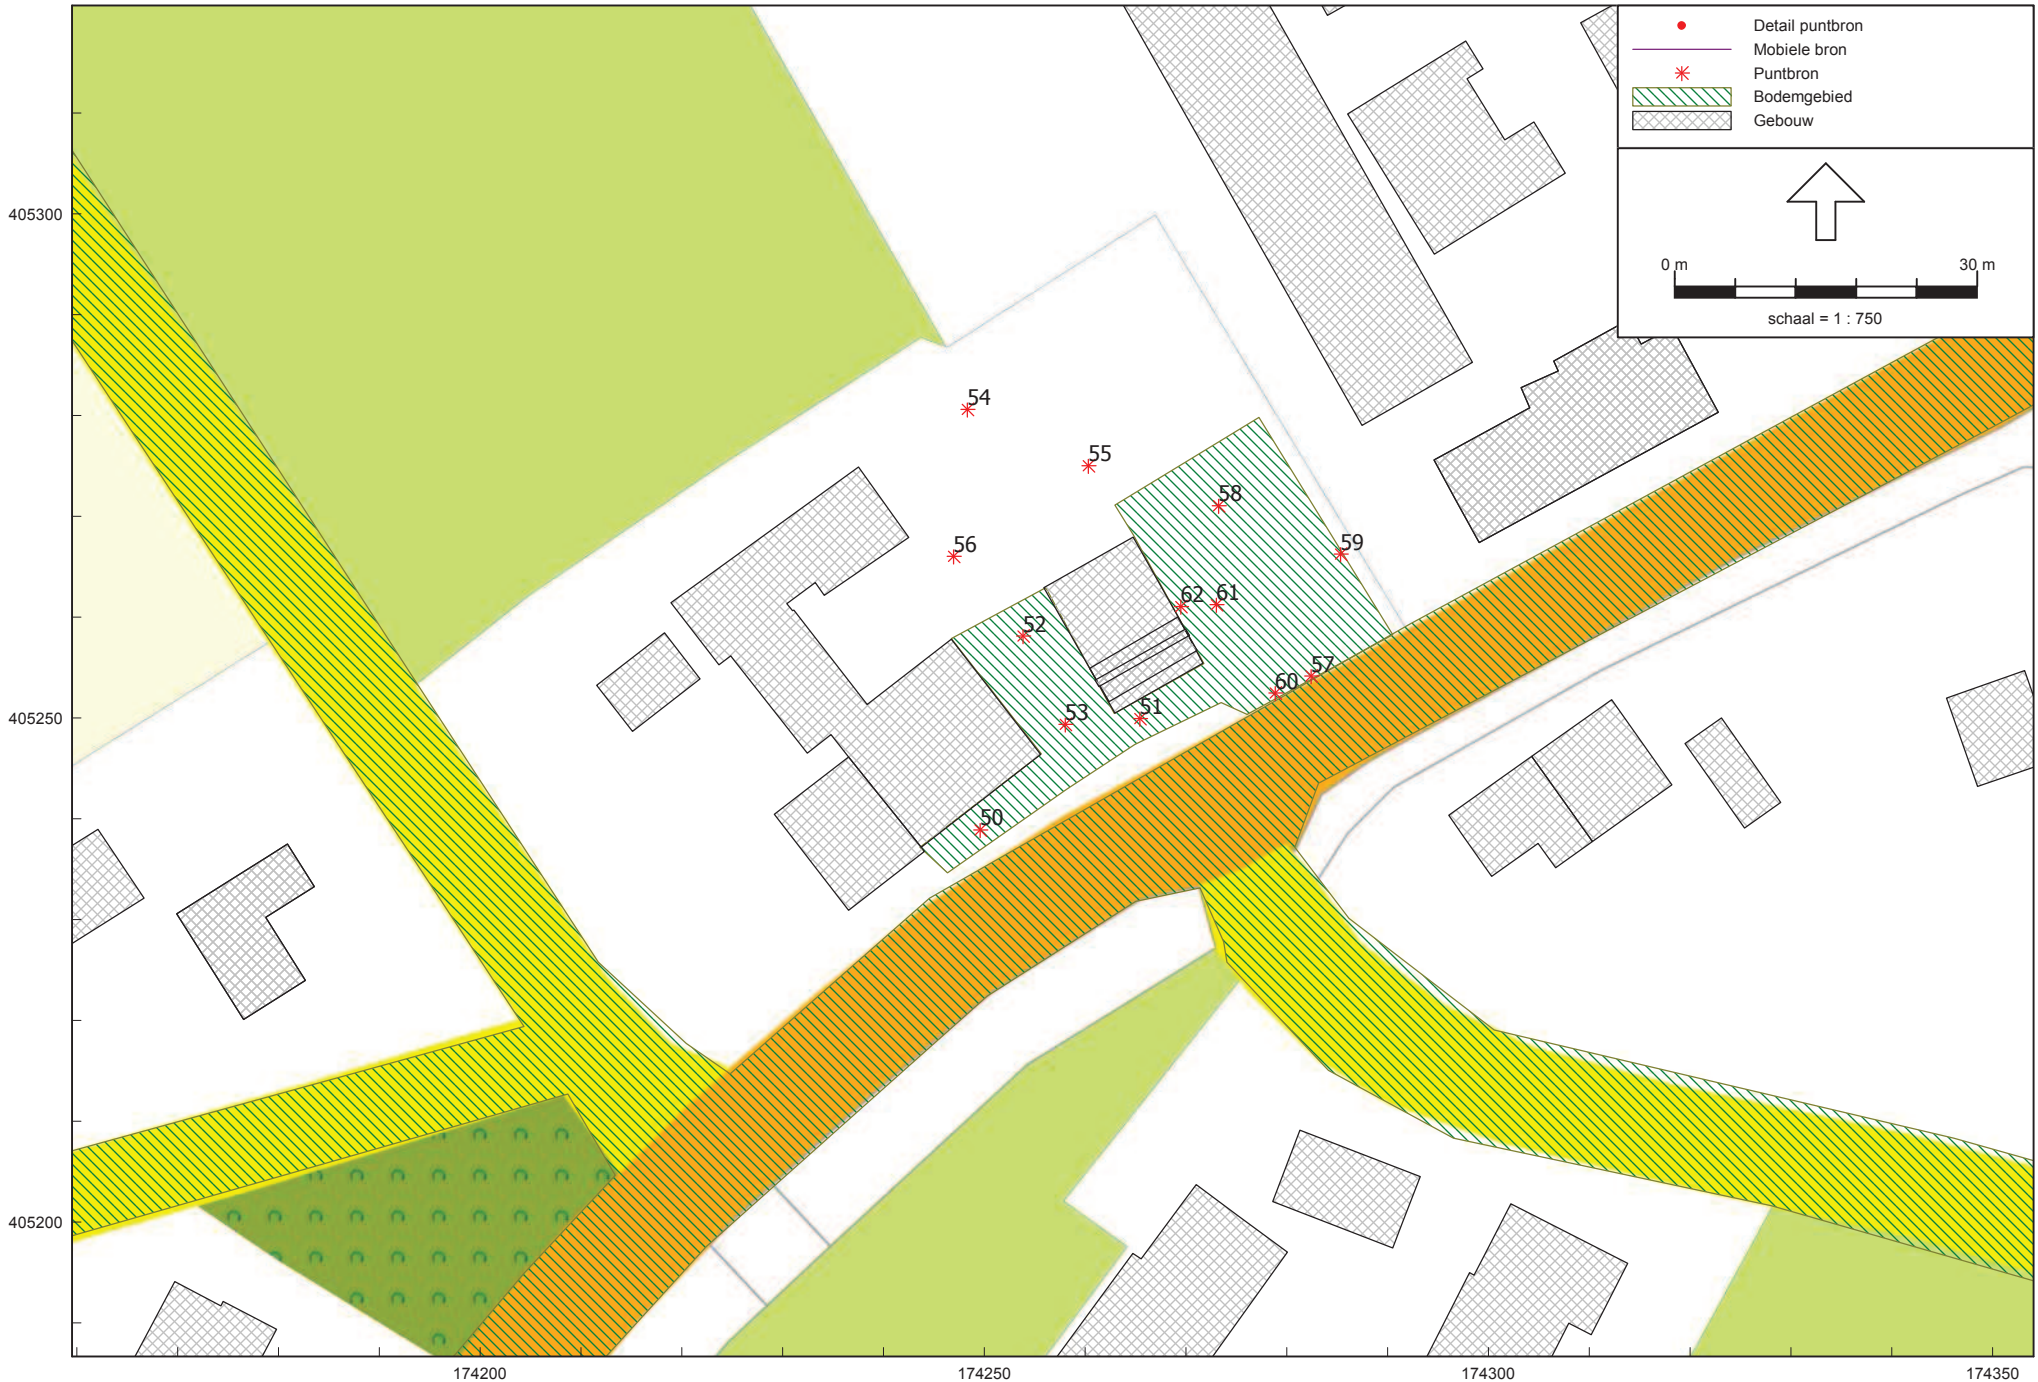 Detail puntbron
Mobiele bron
Puntbron
Bodemgebied
Gebouw
0 m 30 m
schaal = 1 : 750
405300
54
55
58
59
56
62 61
52
57
60
405250
53
51
50
405200
174200 174250 174300 174350